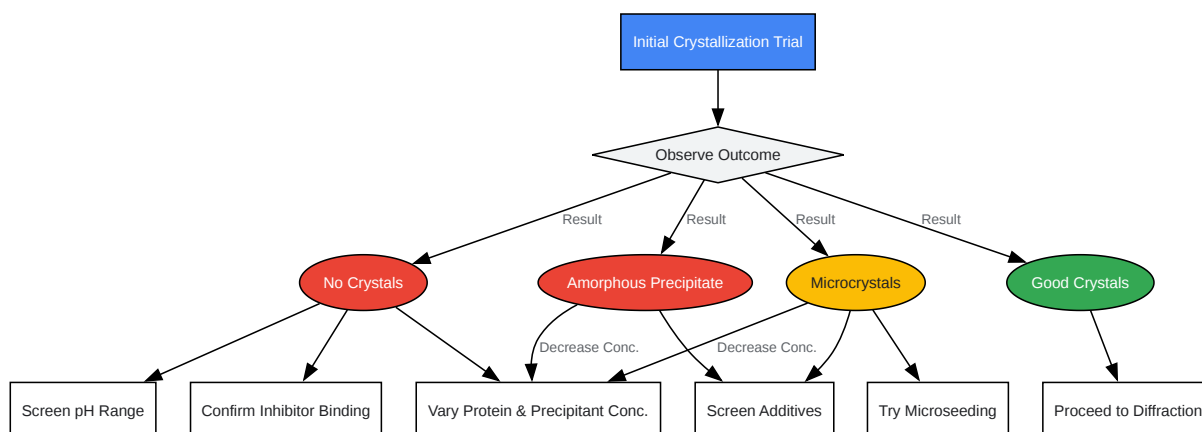 Initial Crystallization Trial
Observe Outcome
Result
Result
Result
Result
No Crystals
Amorphous Precipitate
Microcrystals
Good Crystals
Decrease Conc.
Decrease Conc.
Screen pH Range
Confirm Inhibitor Binding
Vary Protein & Precipitant Conc.
Screen Additives
Try Microseeding
Proceed to Diffraction